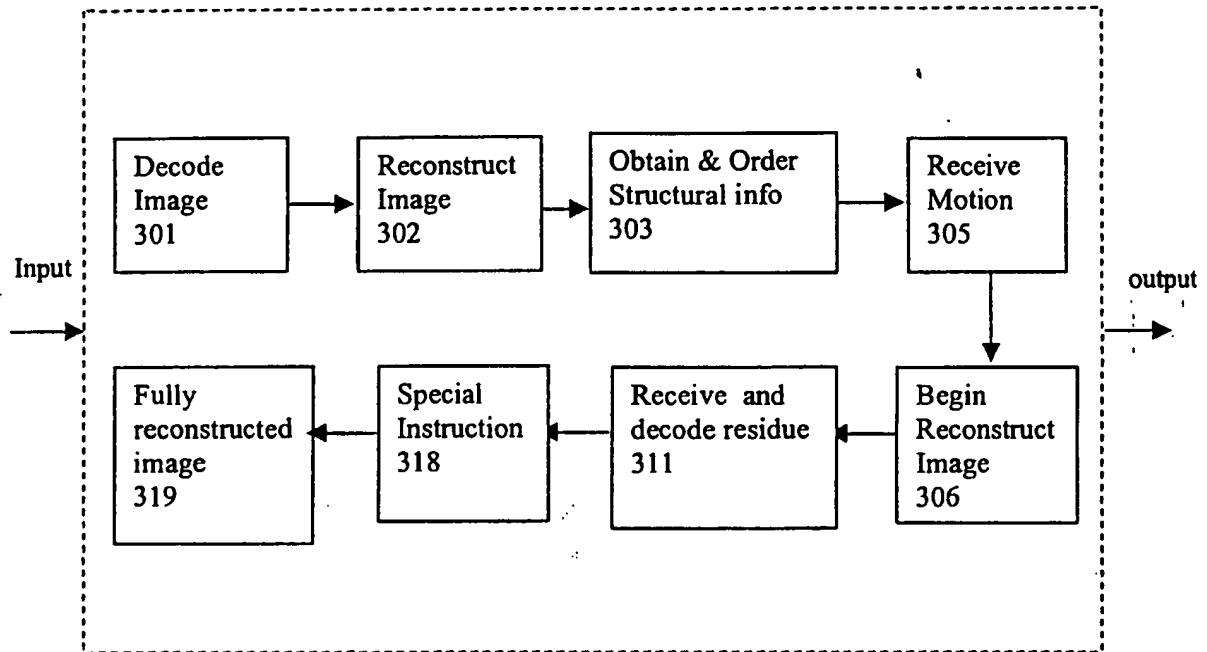 Decode
Image
301
Reconstruct
Image
302
Obtain & Order
Structural info
303
Receive
Motion
305
Input
output
Fully
reconstructed
image
319
Special
Instruction
318
Receive and
decode residue
311
Begin
Reconstruct
Image
306